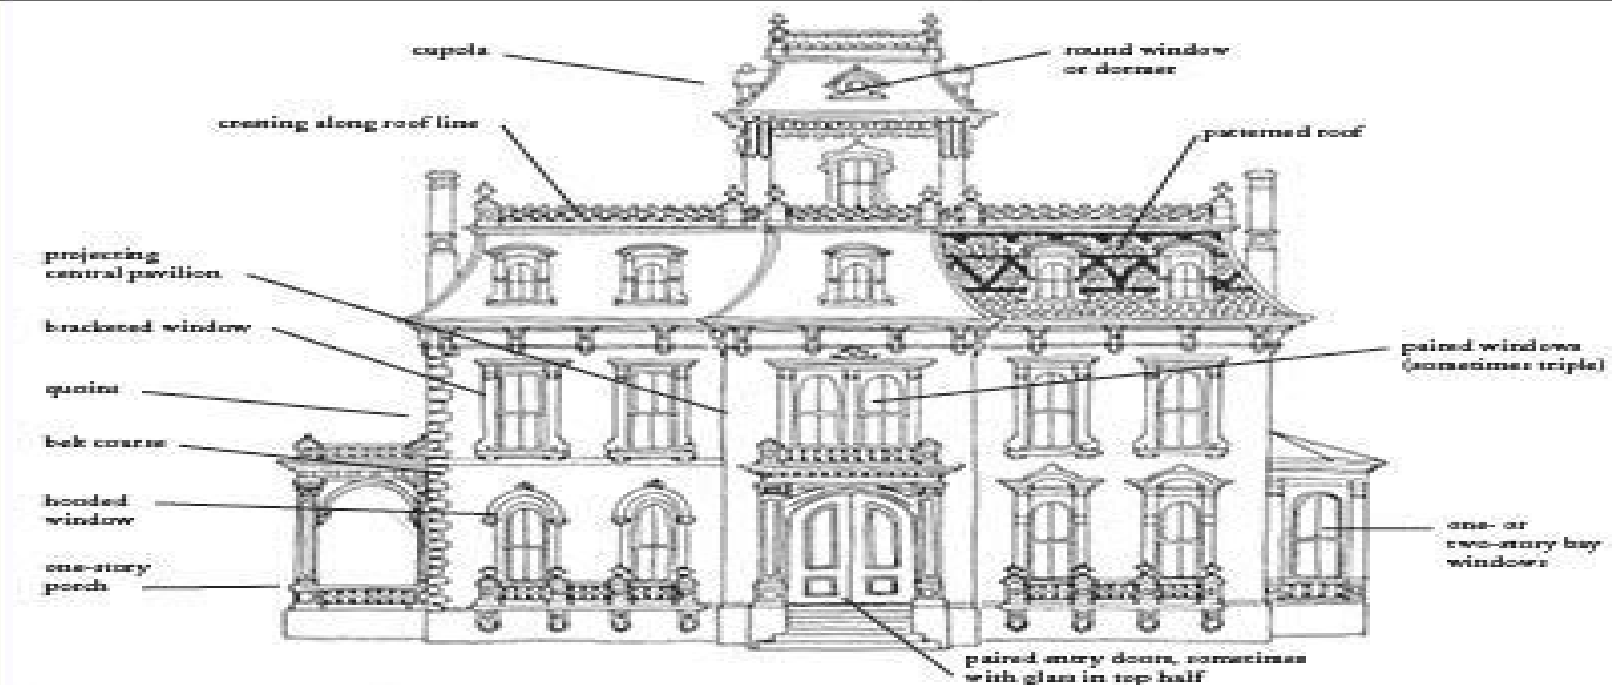 cupola
round window
or dormer
cresting along roof line
patterned roof
projecting
central pavilion
bracketed window
paired windows
(sometimes triple)
quoins
belt course
hooded
window
one- or
two-story bay
windows
one-story
porch
paired entry doors, sometimes
with glass in top half